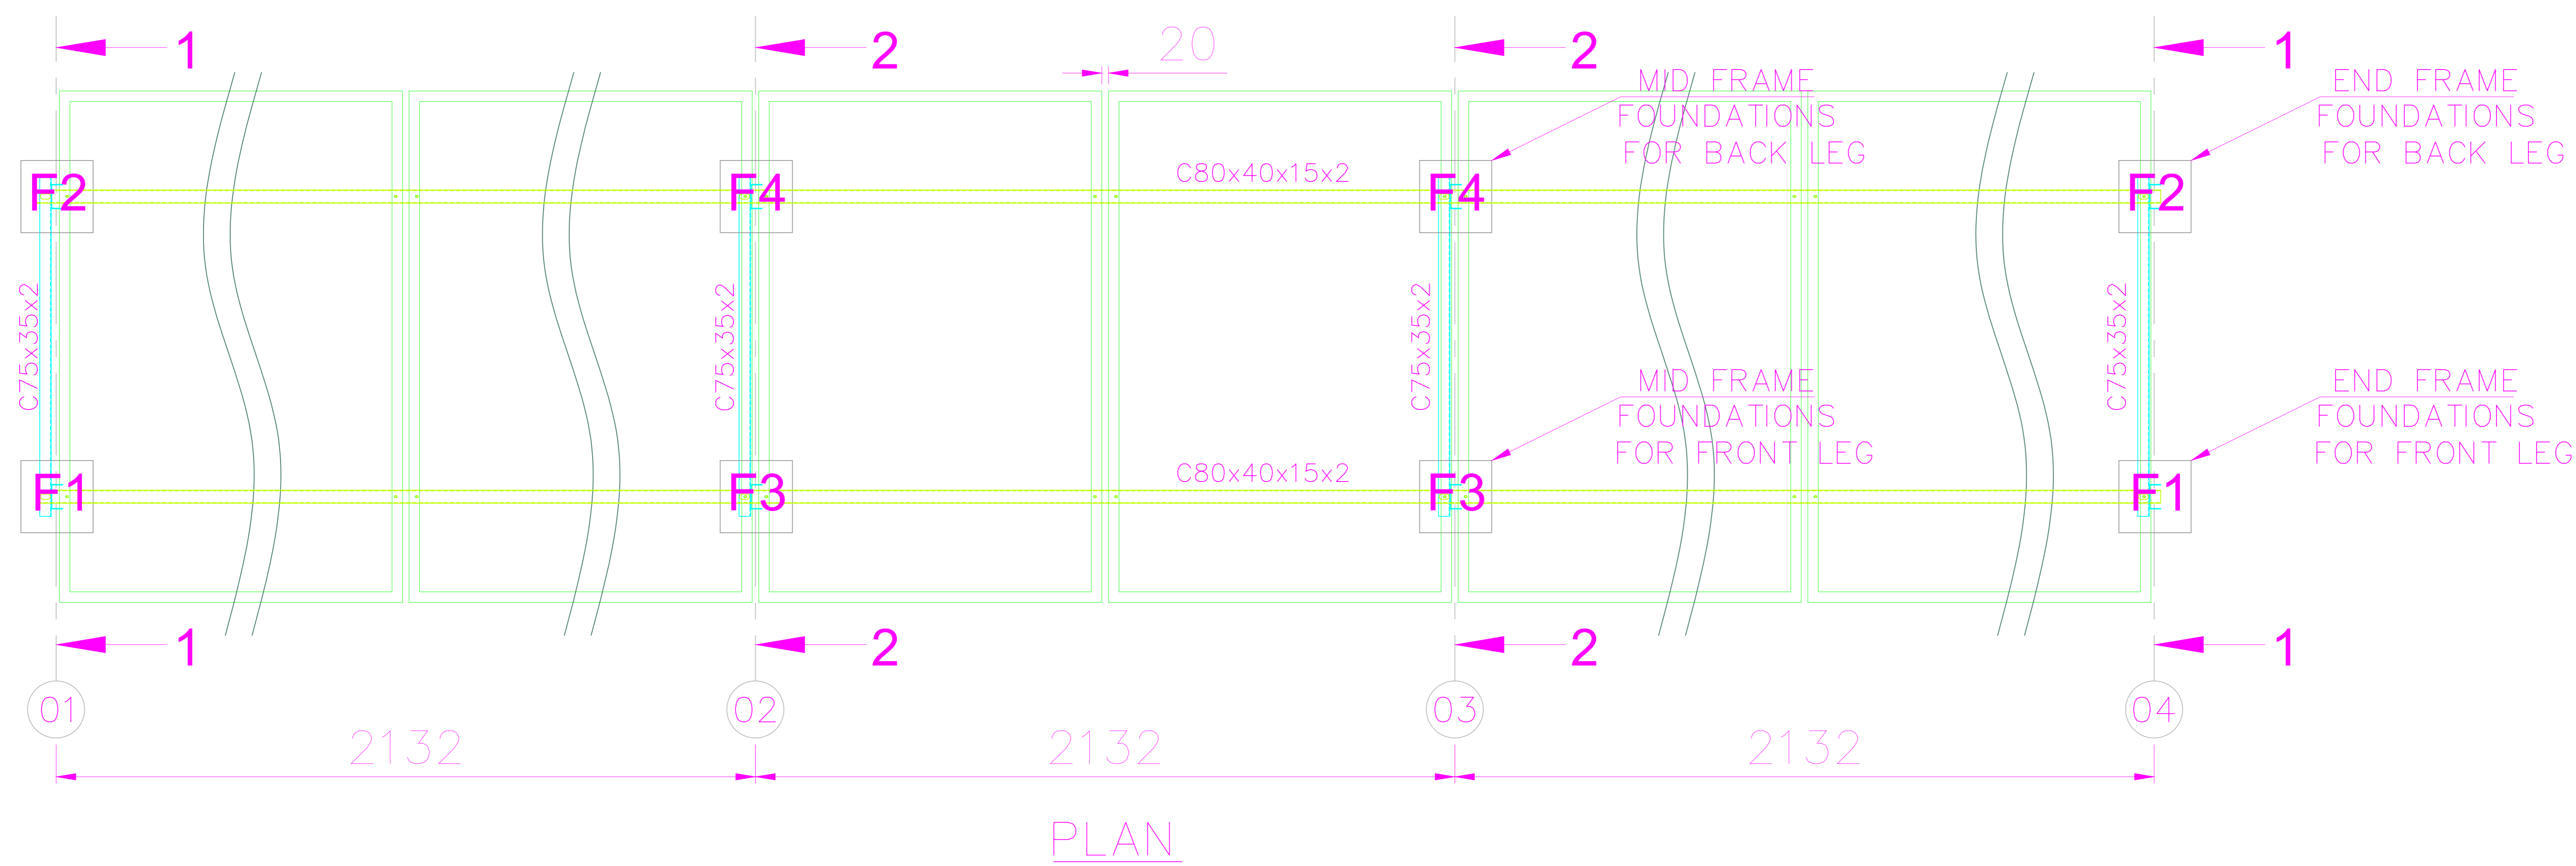 1
2
20
2
1
MID FRAME
FOUNDATIONS
FOR BACK LEG
END FRAME
FOUNDATIONS
FOR BACK LEG
F2
F4
C80x40x15x2
F4
F2
C75x35x2
C75x35x2
C75x35x2
C75x35x2
MID FRAME
FOUNDATIONS
FOR FRONT LEG
END FRAME
FOUNDATIONS
FOR FRONT LEG
F1
F3
C80x40x15x2
F3
F1
1
2
2
1
01
02
03
04
2132
2132
2132
PLAN